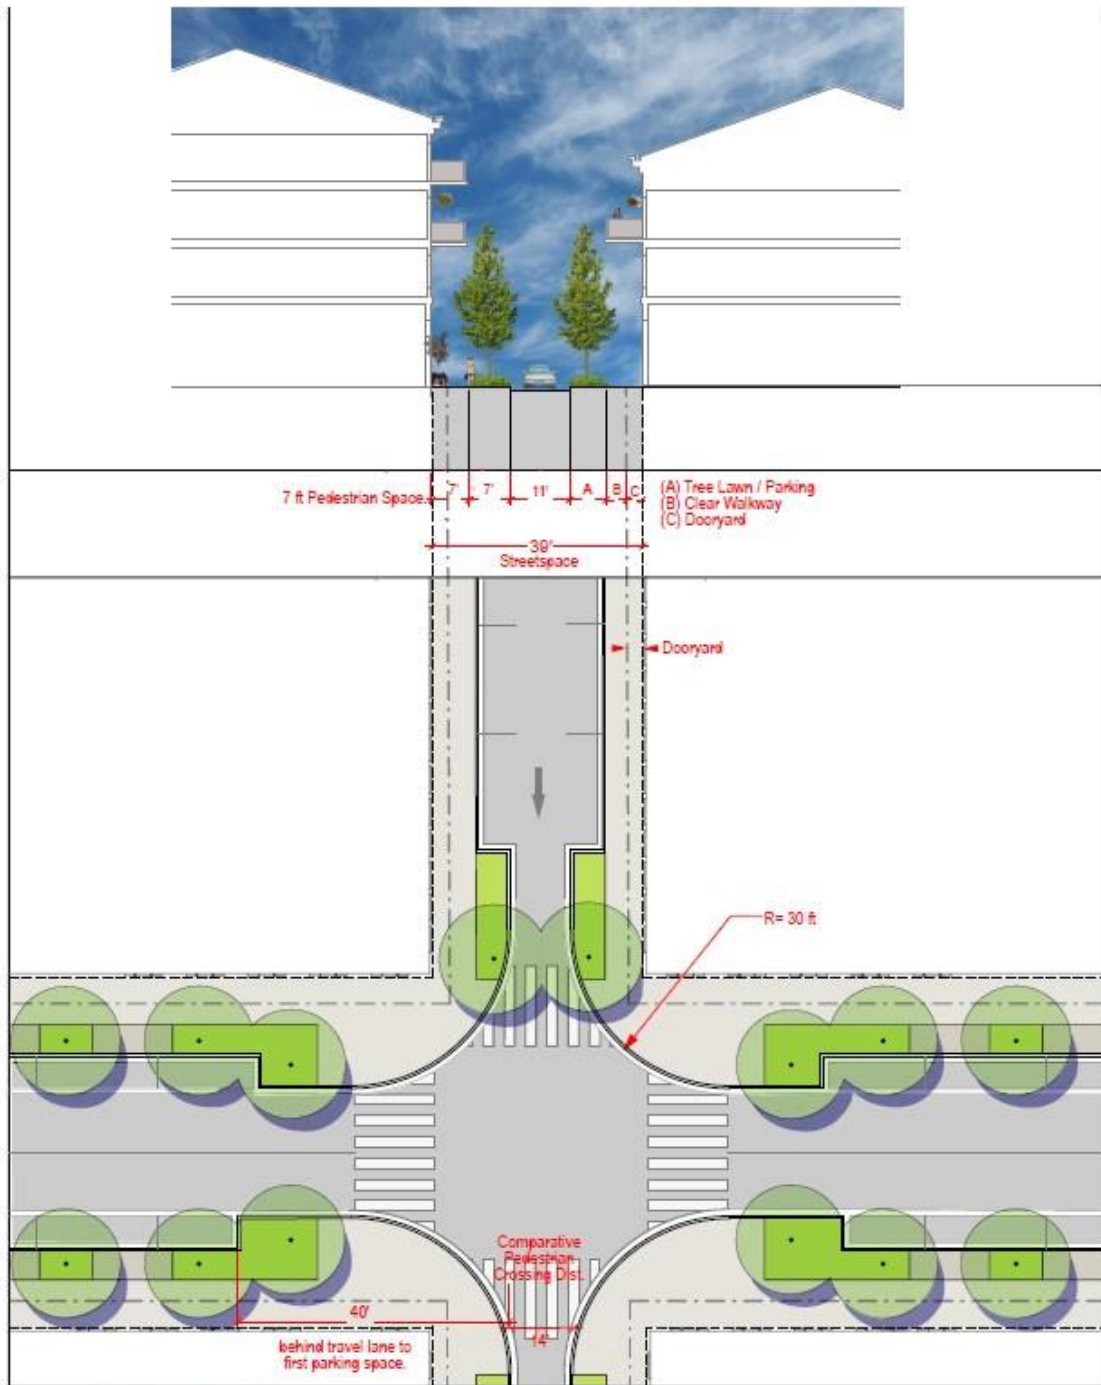 7 ft Pedestrian Space.
7'
7'
11'
A
B
C
(A) Tree Lawn / Parking
(B) Clear Walkway
(C) Dooryard
39'
Streetspace
Dooryard
R= 30 ft
Comparative
Pedestrian
Crossing Dist.
40'
14'
behind travel lane to
first parking space.